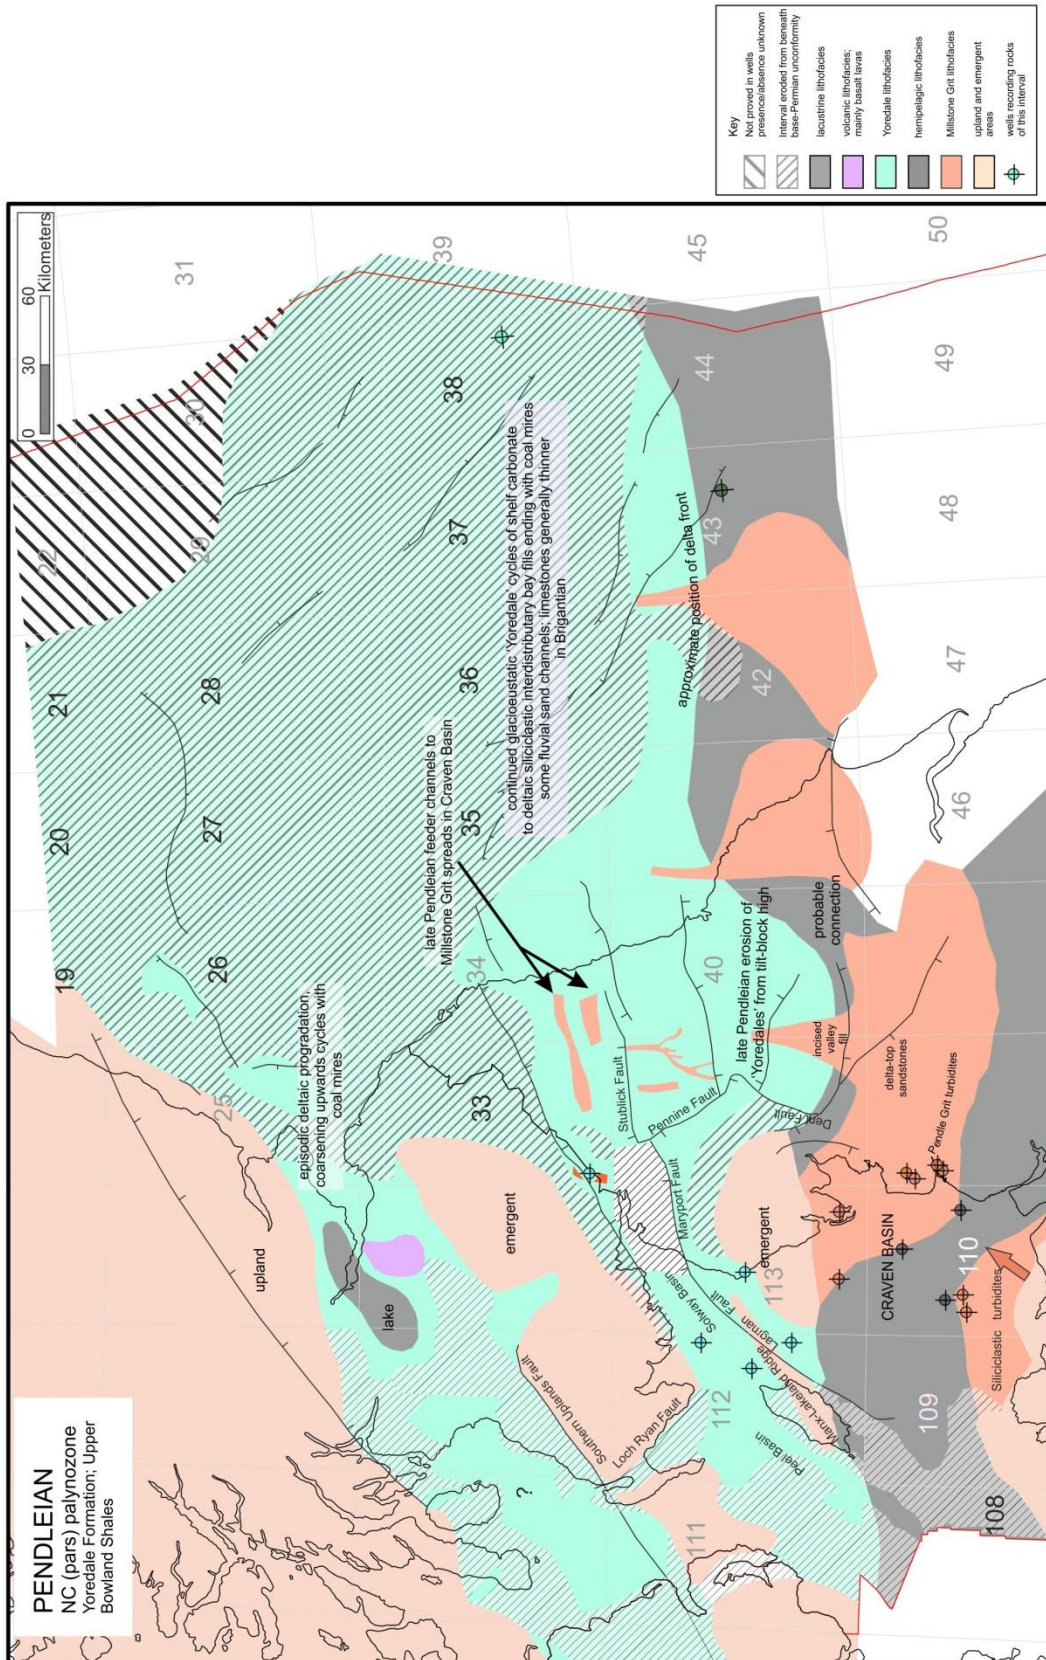 PENDLEIAN
NC (pars) palynozone
Yoredale Formation; Upper
Bowland Shales
0 30 60
Kilometers
19
20
21
22
25
26
27
28
29
30
31
33
34
35
36
37
38
39
40
42
43
44
45
46
47
48
49
50
108
109
110
111
112
113
upland
lake
emergent
emergent
?
episodic deltaic progradation,
coarsening upwards cycles with
coal mires
late Pendleian feeder channels to
Millstone Grit spreads in Craven Basin
continued glacioeustatic 'Yoredale' cycles of shelf carbonate
to deltaic siliciclastic interdistributary bay fills ending with coal mires
some fluvial sand channels; limestones generally thinner
in Brigantian
approximate position of delta front
Southern Uplands Fault
Loch Ryan Fault
Stublick Fault
Pennine Fault
Maryport Fault
Solway Basin
Lagman Fault
Manx-Lakeland Ridge
Peel Basin
Dent Fault
late Pendleian erosion of
'Yoredales' from tilt-block high
incised
valley
fill
probable
connection
delta-top
sandstones
Pendle Grit turbidites
CRAVEN BASIN
Siliciclastic turbidites
Key
Not proved in wells
presence/absence unknown
Interval eroded from beneath
base-Permian unconformity
lacustrine lithofacies
volcanic lithofacies;
mainly basalt lavas
Yoredale lithofacies
hemipelagic lithofacies
Millstone Grit lithofacies
upland and emergent
areas
wells recording rocks
of this interval